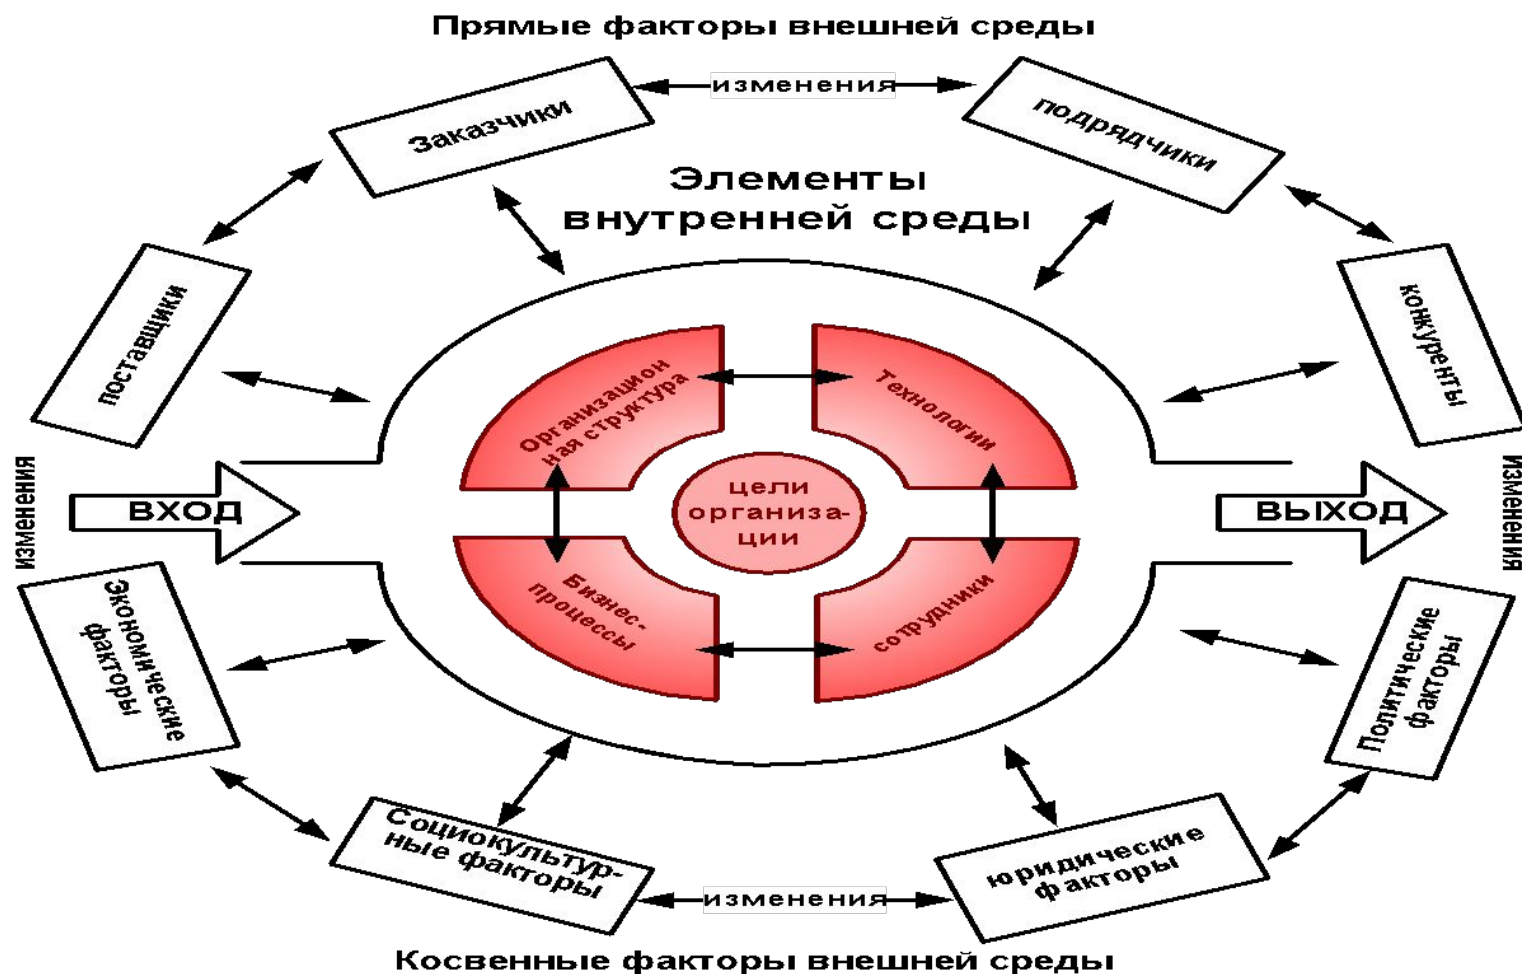 Прямые факторы внешней среды
изменения
Заказчики
подрядчики
Элементы
внутренней среды
поставщики
конкуренты
Организацион
ная структура
Технологии
изменения
ВХОД
цели
организа-
ции
ВЫХОД
изменения
Бизнес-
процессы
сотрудники
Экономические
факторы
Политические
факторы
Социокультур-
ные факторы
юридические
факторы
изменения
Косвенные факторы внешней среды